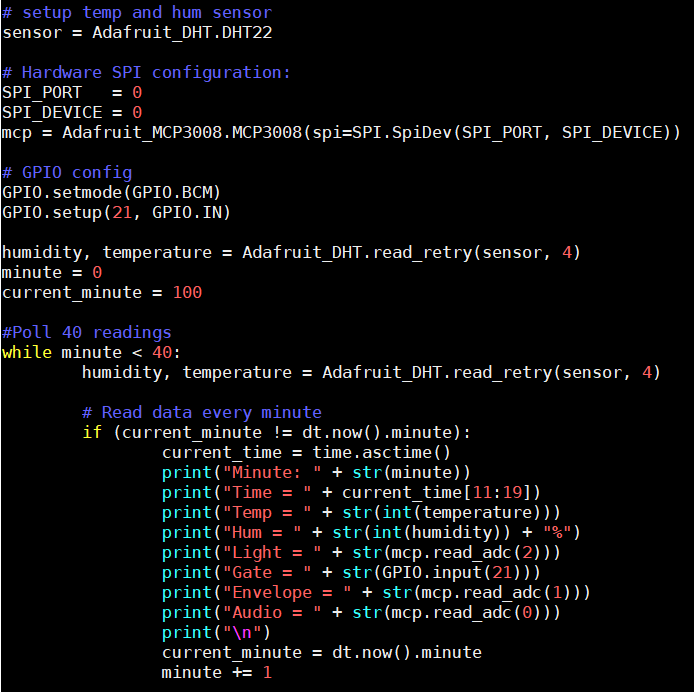 # setup temp and hum sensor
sensor = Adafruit_DHT.DHT22

# Hardware SPI configuration:
SPI_PORT   = 0
SPI_DEVICE = 0
mcp = Adafruit_MCP3008.MCP3008(spi=SPI.SpiDev(SPI_PORT, SPI_DEVICE))

# GPIO config
GPIO.setmode(GPIO.BCM)
GPIO.setup(21, GPIO.IN)

humidity, temperature = Adafruit_DHT.read_retry(sensor, 4)
minute = 0
current_minute = 100

#Poll 40 readings
while minute < 40:
        humidity, temperature = Adafruit_DHT.read_retry(sensor, 4)

        # Read data every minute
        if (current_minute != dt.now().minute):
                current_time = time.asctime()
                print("Minute: " + str(minute))
                print("Time = " + current_time[11:19])
                print("Temp = " + str(int(temperature)))
                print("Hum = " + str(int(humidity)) + "%")
                print("Light = " + str(mcp.read_adc(2)))
                print("Gate = " + str(GPIO.input(21)))
                print("Envelope = " + str(mcp.read_adc(1)))
                print("Audio = " + str(mcp.read_adc(0)))
                print("\n")
                current_minute = dt.now().minute
                minute += 1